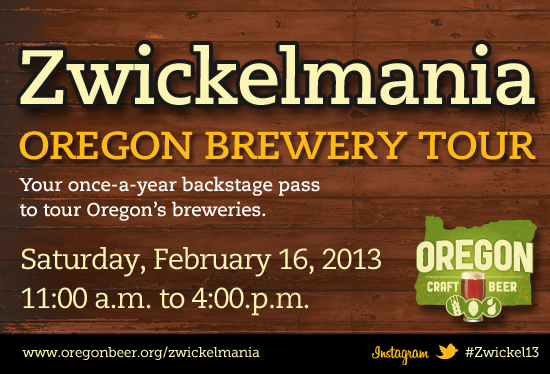 Zwickelmania
OREGON BREWERY TOUR
Your once-a-year backstage pass
to tour Oregon's breweries.
Saturday, February 16, 2013
11:00 a.m. to 4:00.p.m.
OREGON
CRAFT BEER
www.oregonbeer.org/zwickelmania
Instagram #Zwickel13